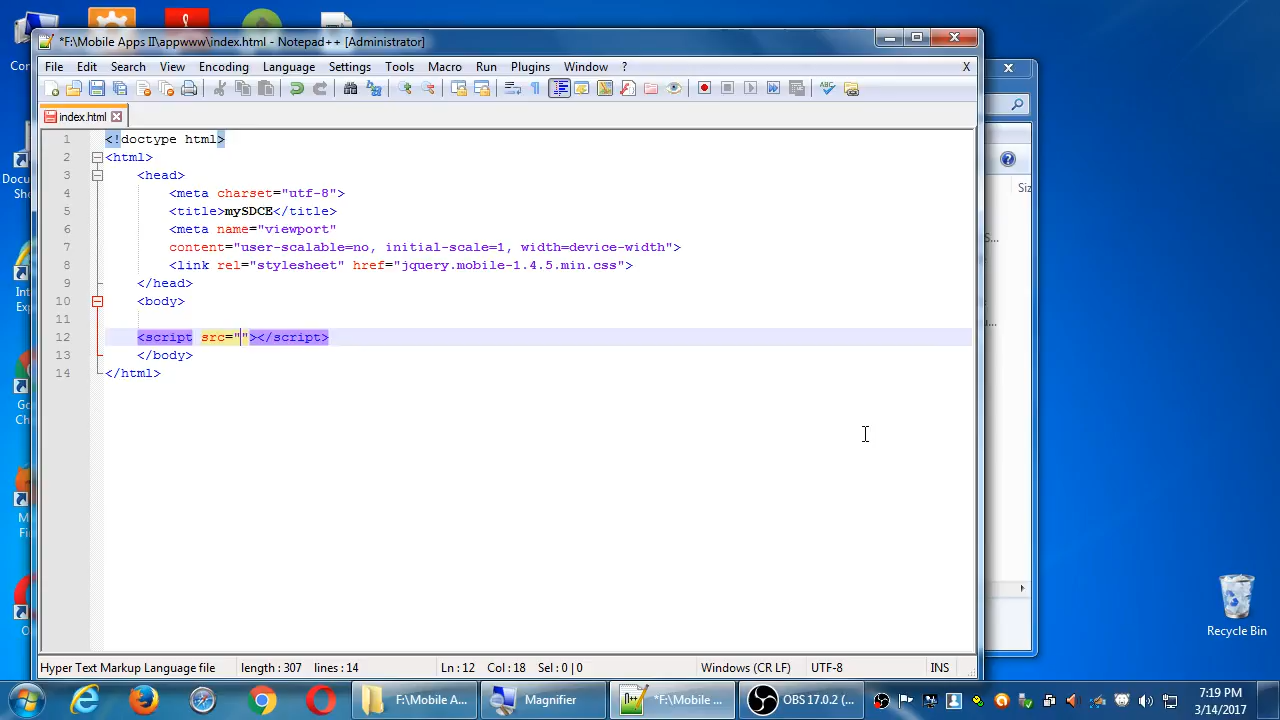 *F:\Mobile Apps II\appwww\index.html - Notepad++ [Administrator]
File Edit Search View Encoding Language Settings Tools Macro Run Plugins Window ? X
index.html
1 <!doctype html>
2 <html>
3 <head>
4 <meta charset="utf-8">
5 <title>mySDCE</title>
6 <meta name="viewport"
7 content="user-scalable=no, initial-scale=1, width=device-width">
8 <link rel="stylesheet" href="jquery.mobile-1.4.5.min.css">
9 </head>
10 <body>
11
12 <script src=""></script>
13 </body>
14 </html>
Siz
S...
Recycle Bin
Hyper Text Markup Language file length : 307 lines : 14 Ln : 12 Col : 18 Sel : 0 | 0 Windows (CR LF) UTF-8 INS
F:\Mobile A... Magnifier *F:\Mobile ... OBS 17.0.2 (... 7:19 PM
3/14/2017